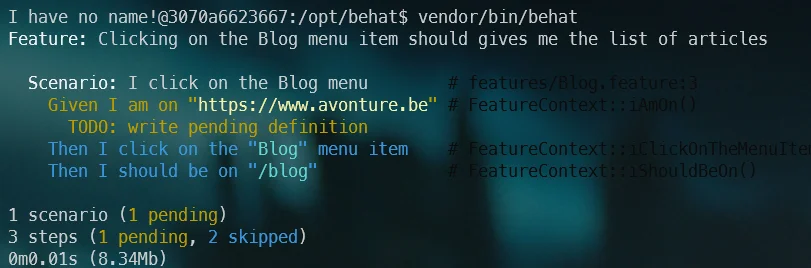 I have no name!@3070a6623667:/opt/behat$ vendor/bin/behat
Feature: Clicking on the Blog menu item should gives me the list of articles
Scenario: I click on the Blog menu # features/Blog.feature:3
Given I am on "https://www.avonture.be" # FeatureContext::iAmOn()
TODO: write pending definition
Then I click on the "Blog" menu item # FeatureContext::iClickOnTheMenuItem
Then I should be on "/blog" # FeatureContext::iShouldBeOn()
1 scenario (1 pending)
3 steps (1 pending, 2 skipped)
0m0.01s (8.34Mb)